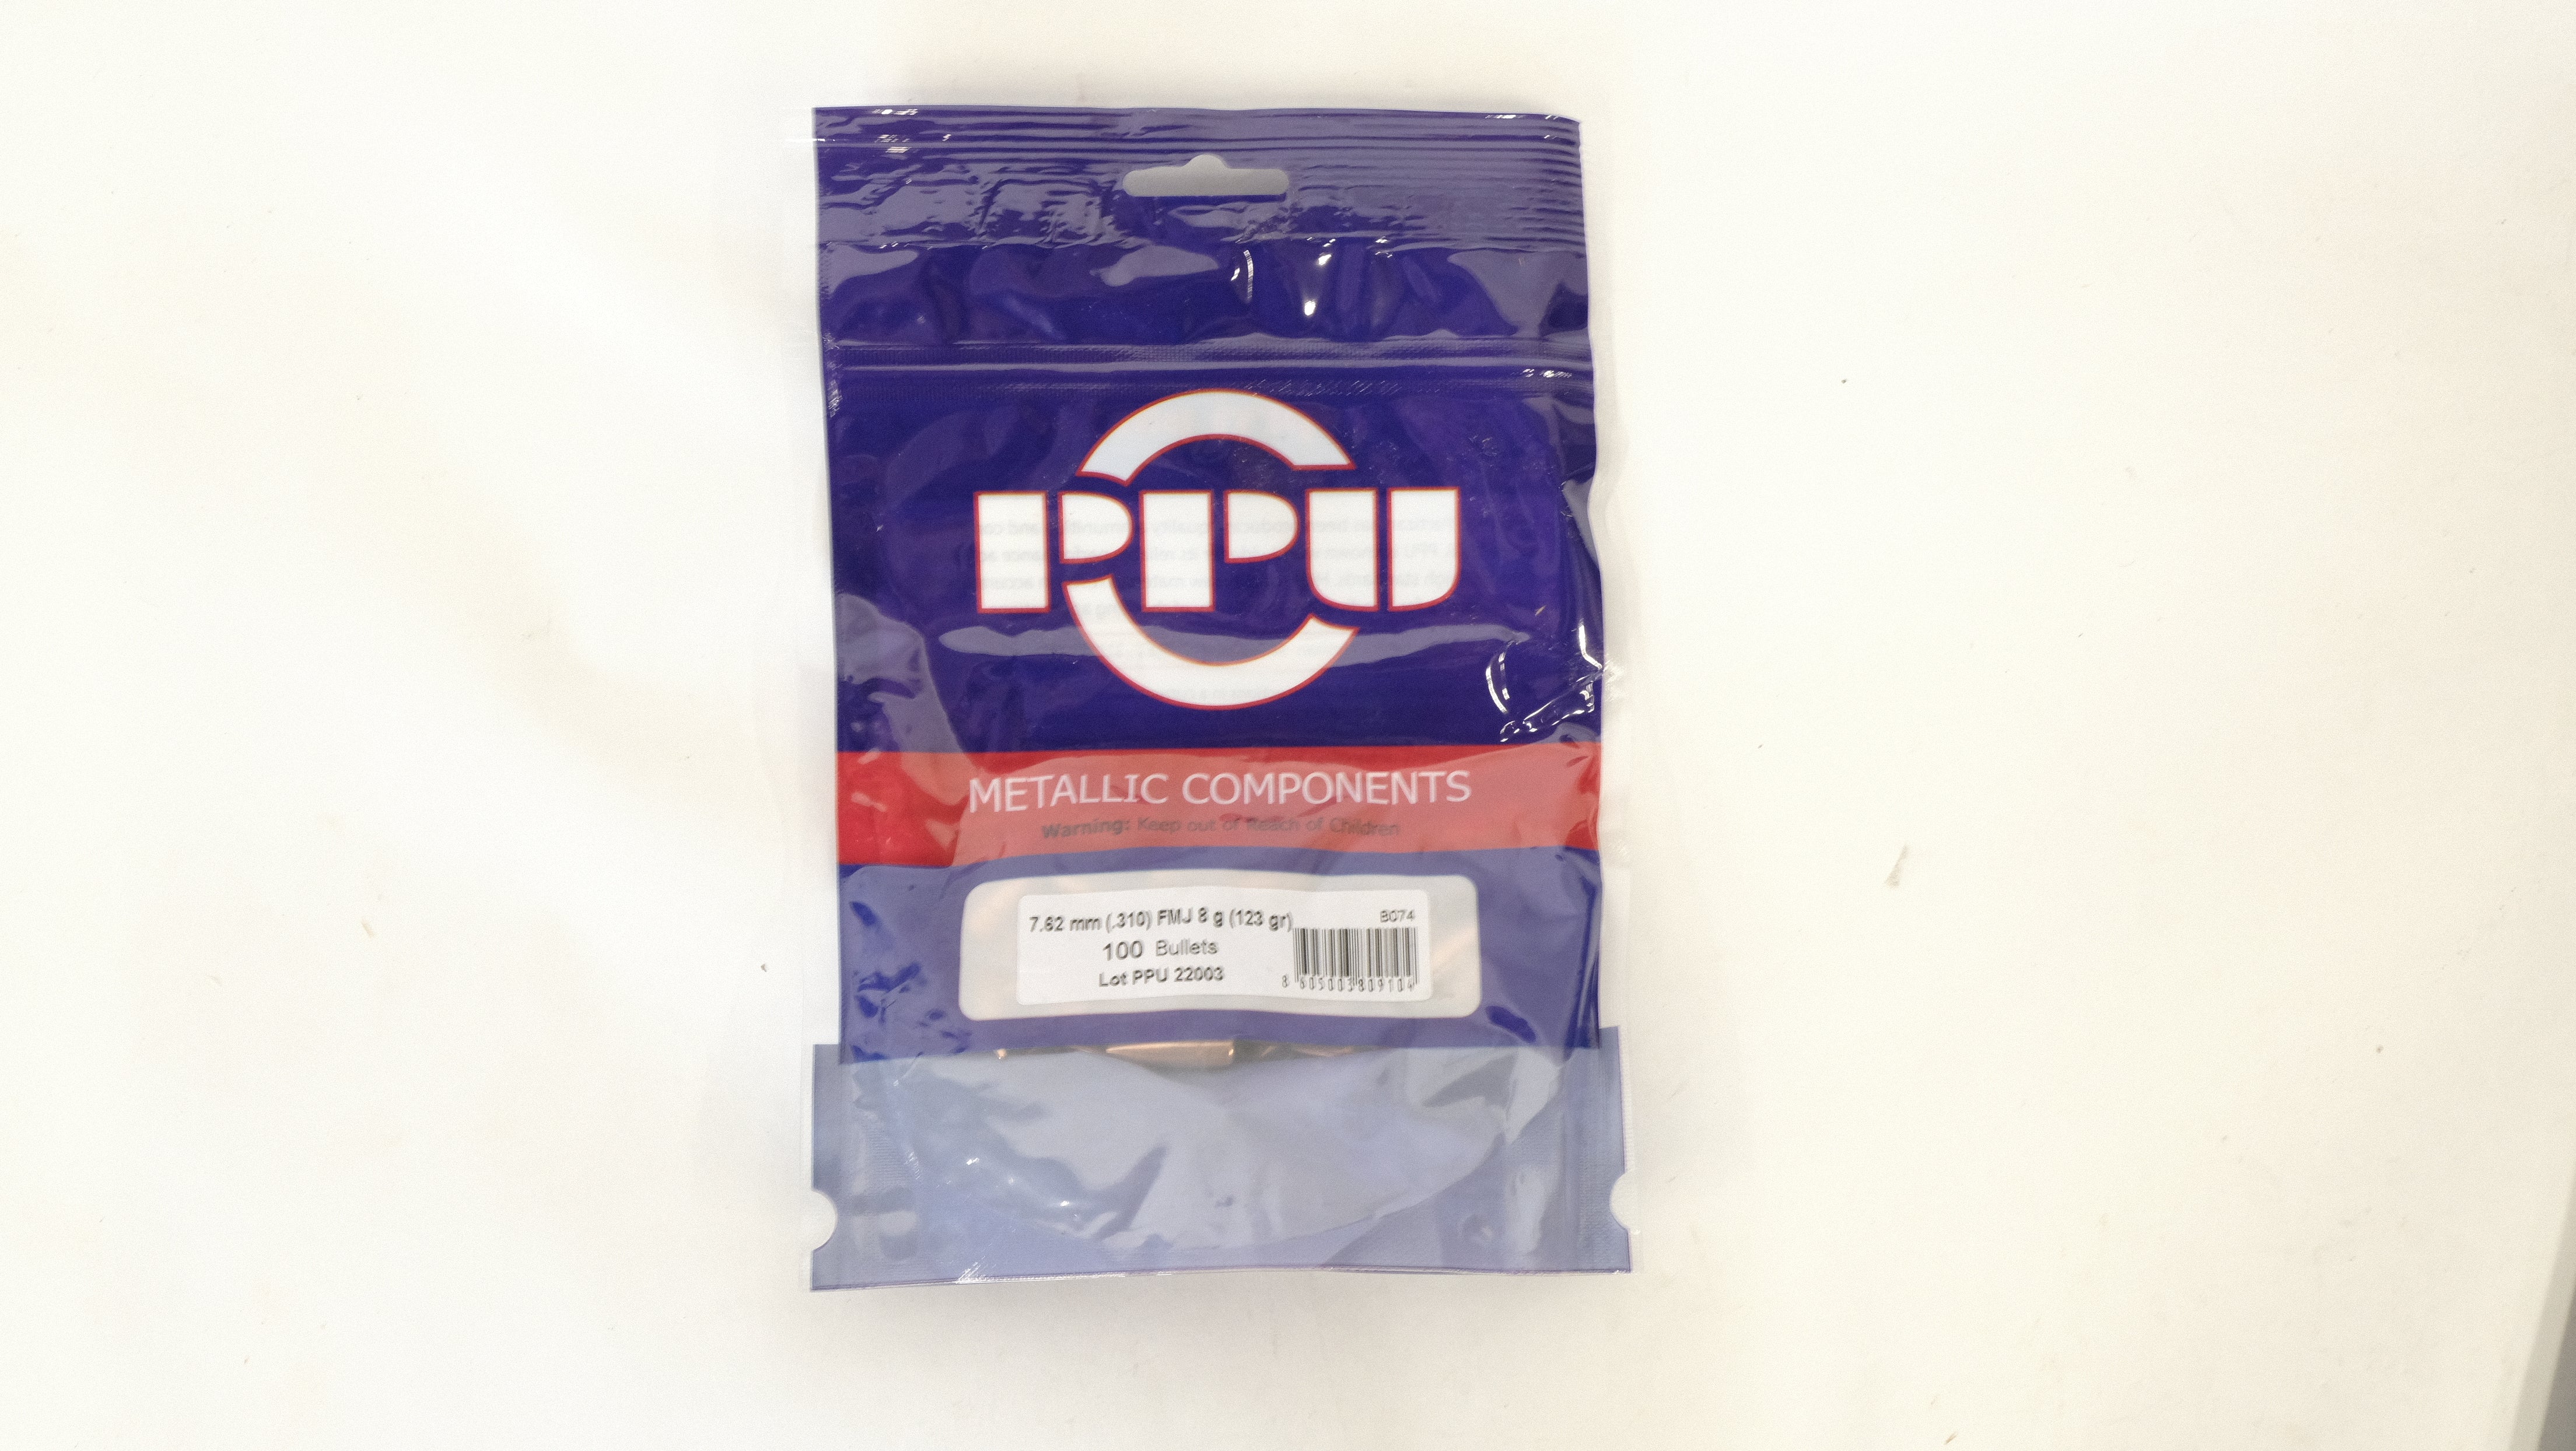 PPU
METALLIC COMPONENTS
Warning: Keep out of Reach of Children
7.62 mm (.310) FMJ 8 g (123 gr)
B074
100 Bullets
Lot PPU 22003
8 605003 809104